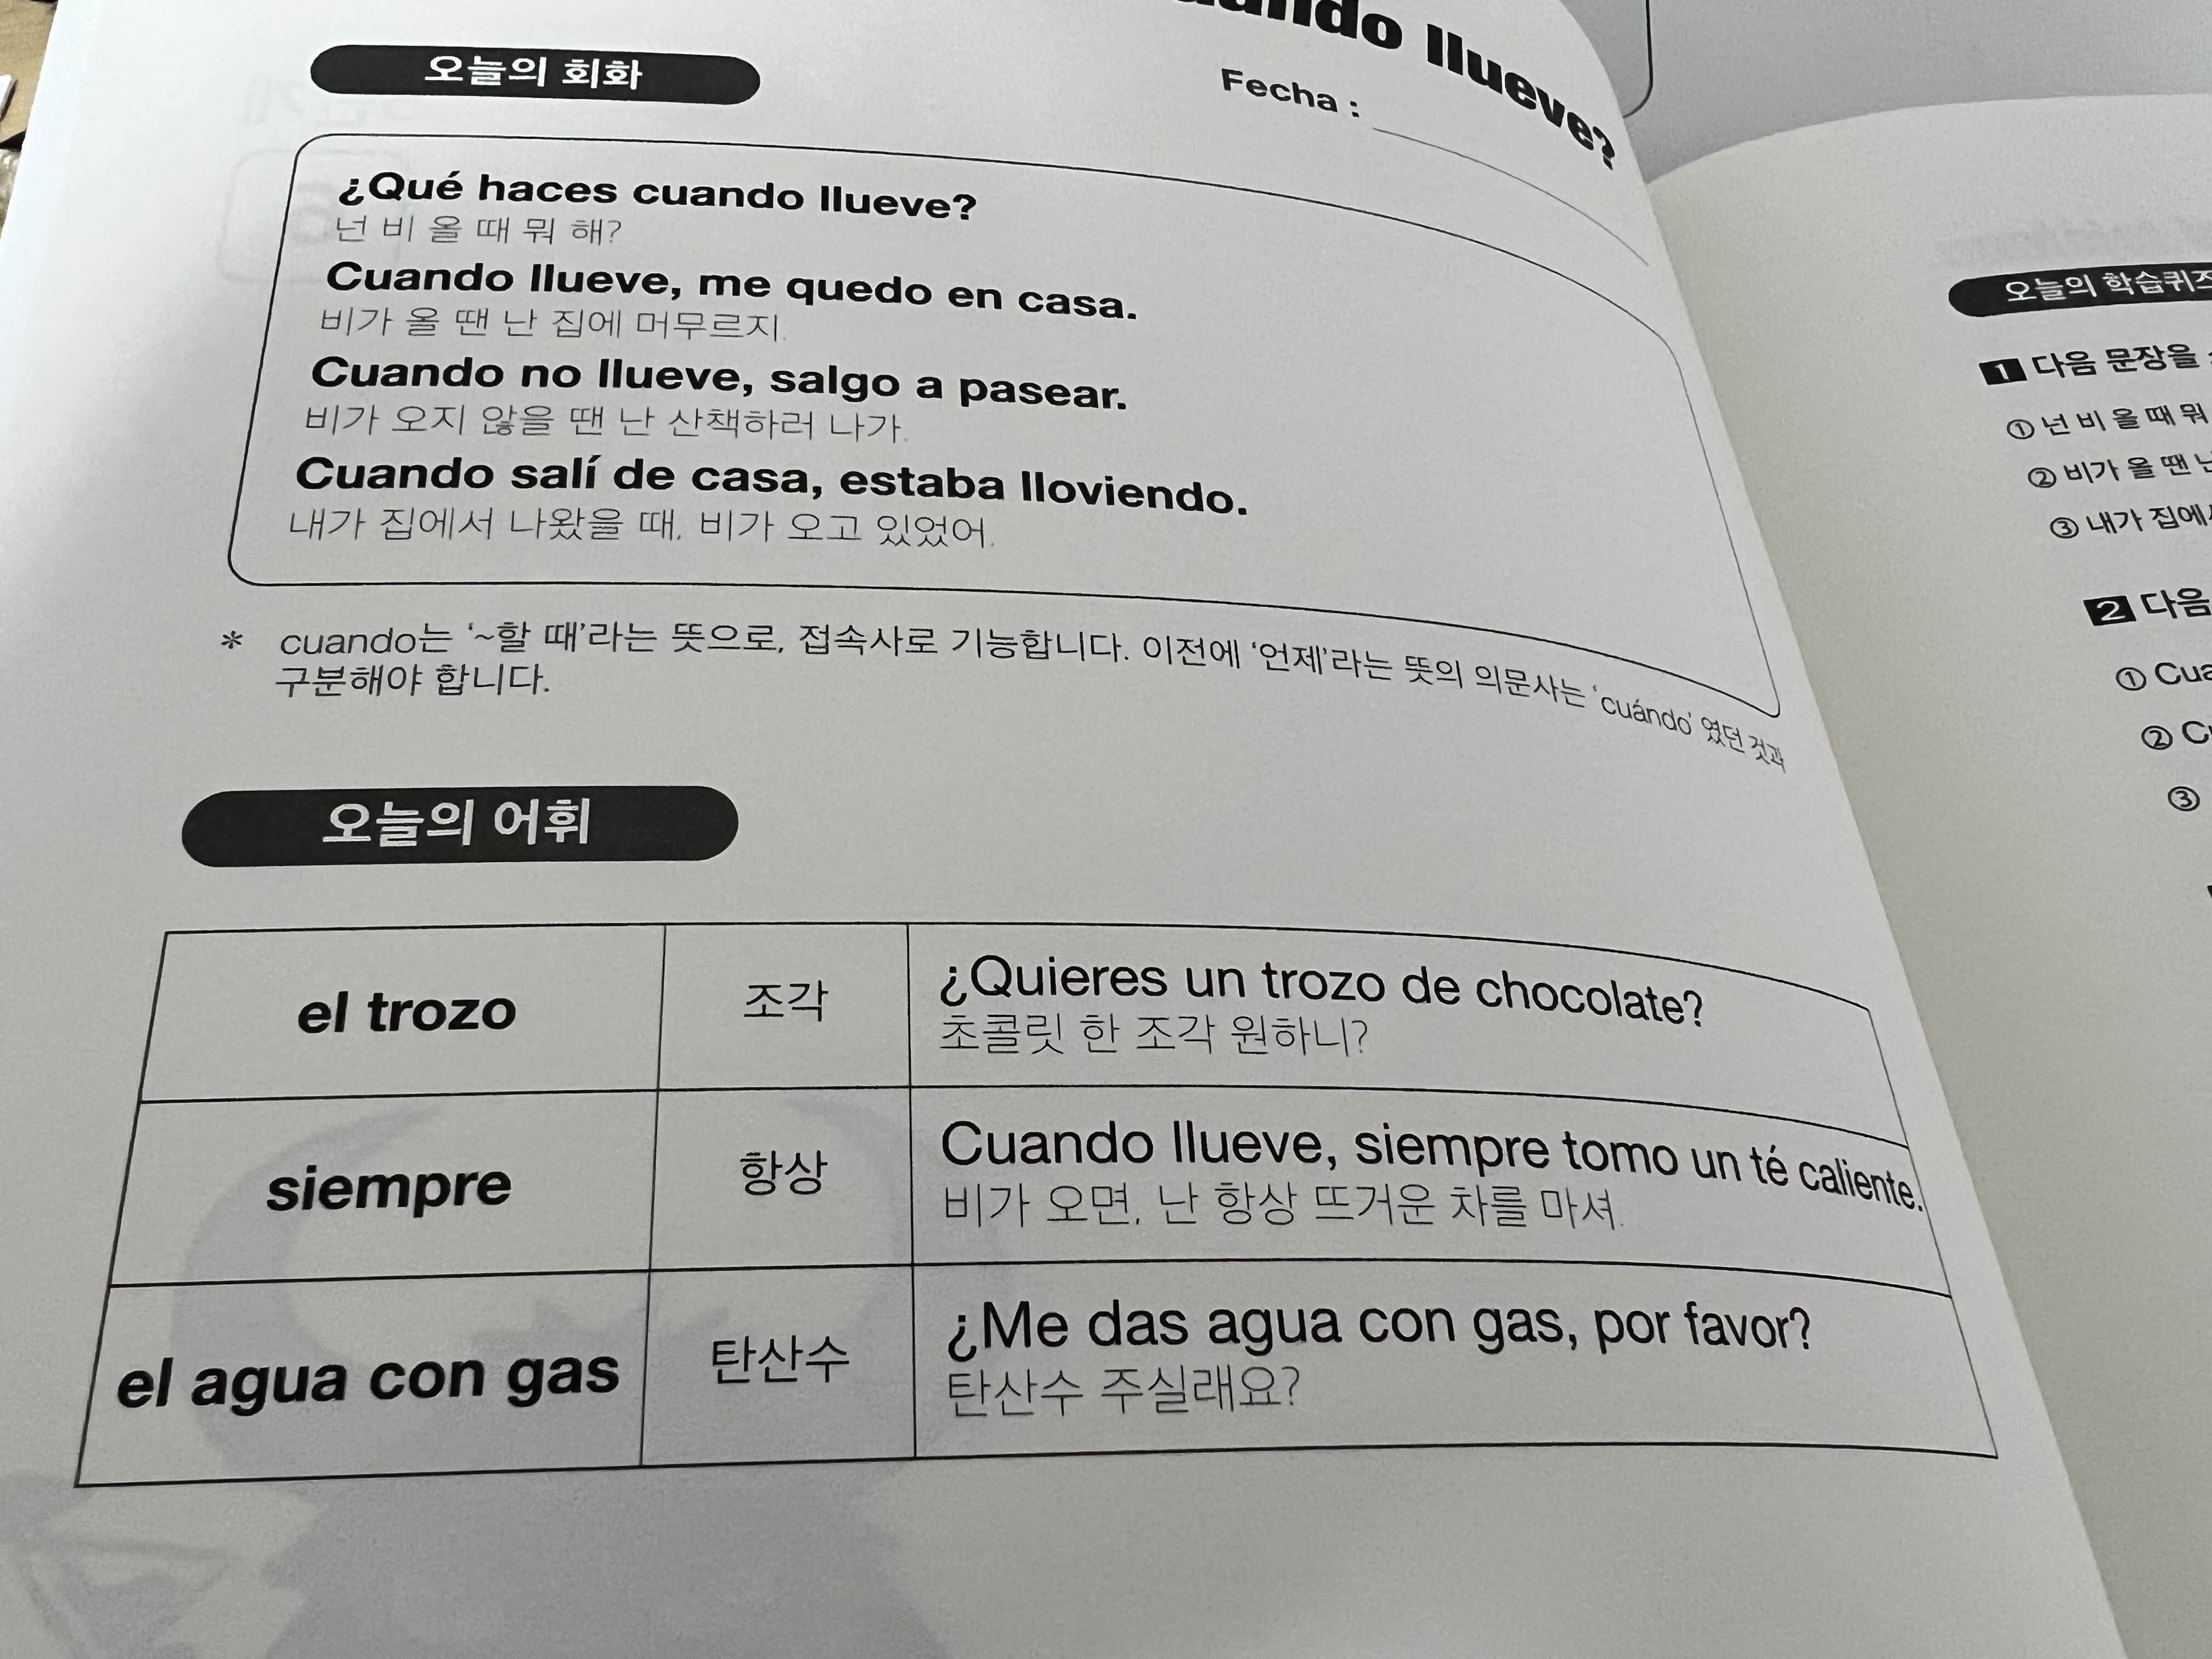 llueve?
오늘의 회화
Fecha :
¿Qué haces cuando llueve?
넌 비 올 때 뭐 해?
Cuando llueve, me quedo en casa.
비가 올 땐 난 집에 머무르지.
Cuando no llueve, salgo a pasear.
비가 오지 않을 땐 난 산책하러 나가.
Cuando salí de casa, estaba lloviendo.
내가 집에서 나왔을 때, 비가 오고 있었어.
* cuando는 ‘~할 때’라는 뜻으로, 접속사로 기능합니다. 이전에 ‘언제’라는 뜻의 의문사는 ‘cuándo’ 였던 것과
구분해야 합니다.
오늘의 어휘
el trozo
조각
¿Quieres un trozo de chocolate?
초콜릿 한 조각 원하니?
siempre
항상
Cuando llueve, siempre tomo un té caliente.
비가 오면, 난 항상 뜨거운 차를 마셔.
el agua con gas
탄산수
¿Me das agua con gas, por favor?
탄산수 주실래요?
오늘의 학습퀴즈
1 다음 문장을
① 넌 비 올 때 뭐
② 비가 올 땐
③ 내가 집에서
2 다음
①
②
③